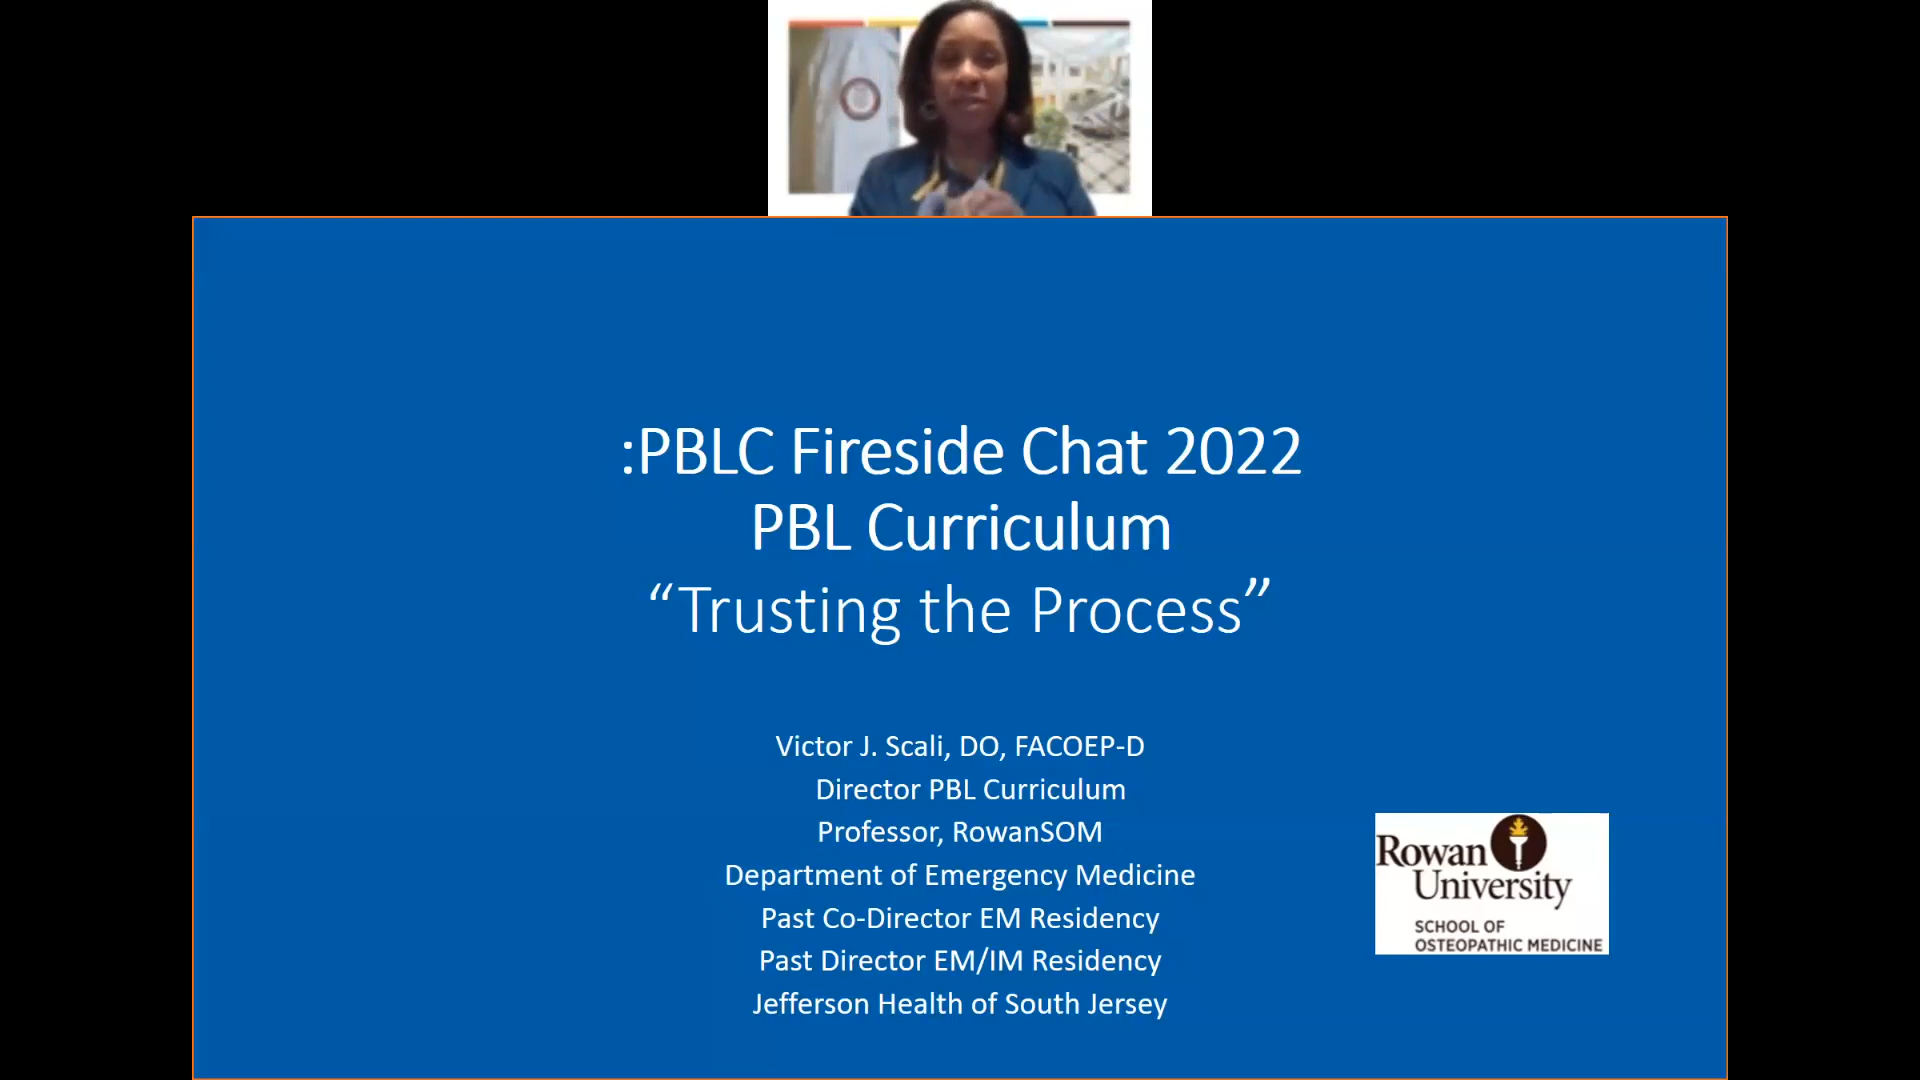 :PBLC Fireside Chat 2022
PBL Curriculum
“Trusting the Process”
Victor J. Scali, DO, FACOEP-D
Director PBL Curriculum
Professor, RowanSOM
Department of Emergency Medicine
Past Co-Director EM Residency
Past Director EM/IM Residency
Jefferson Health of South Jersey
Rowan
University
SCHOOL OF
OSTEOPATHIC MEDICINE